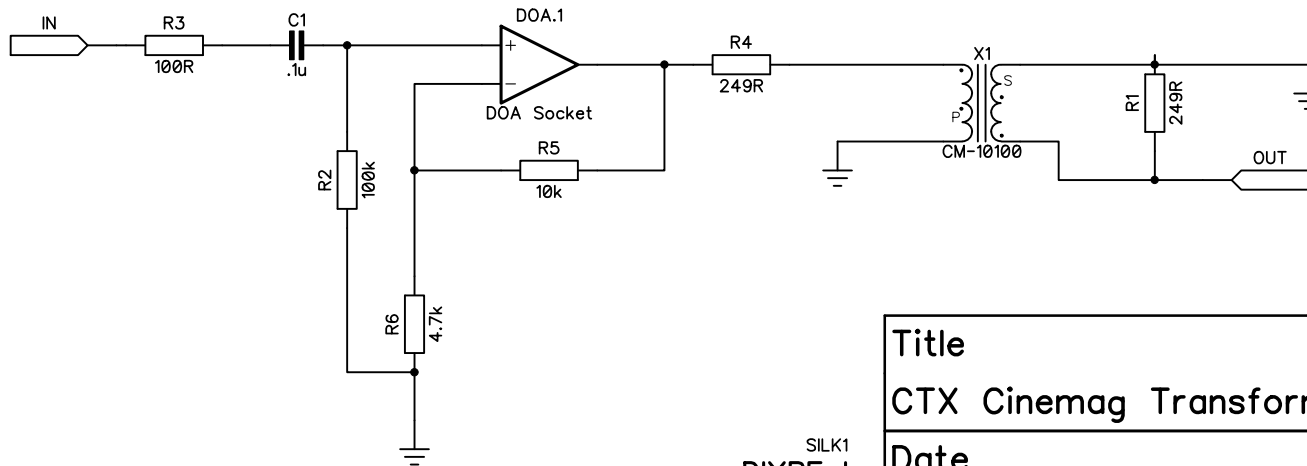 IN
R3
100R
C1
.1u
DOA.1
+
−
DOA Socket
R4
249R
X1
P
S
CM-10100
R1
249R
OUT
R2
100k
R5
10k
R6
4.7k
Title
CTX Cinemag Transform
SILK1
Date